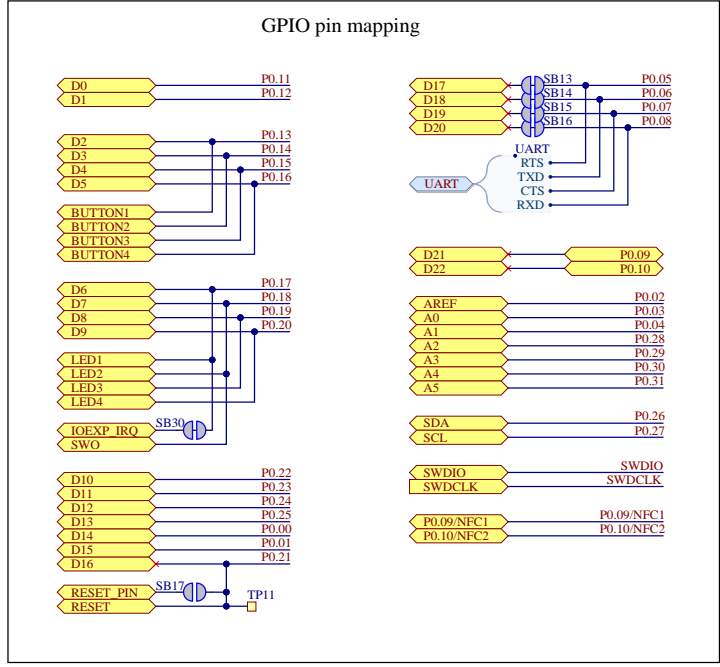 GPIO pin mapping
D0 P0.11
D1 P0.12
D2 P0.13
D3 P0.14
D4 P0.15
D5 P0.16
BUTTON1
BUTTON2
BUTTON3
BUTTON4
D6 P0.17
D7 P0.18
D8 P0.19
D9 P0.20
LED1
LED2
LED3
LED4
IOEXP_IRQ SB30
SWO
D10 P0.22
D11 P0.23
D12 P0.24
D13 P0.25
D14 P0.00
D15 P0.01
D16 P0.21
RESET_PIN SB17
RESET TP11
D17 SB13 P0.05
D18 SB14 P0.06
D19 SB15 P0.07
D20 SB16 P0.08
UART
RTS
UART TXD
CTS
RXD
D21 P0.09
D22 P0.10
AREF P0.02
A0 P0.03
A1 P0.04
A2 P0.28
A3 P0.29
A4 P0.30
A5 P0.31
SDA P0.26
SCL P0.27
SWDIO SWDIO
SWDCLK SWDCLK
P0.09/NFC1 P0.09/NFC1
P0.10/NFC2 P0.10/NFC2